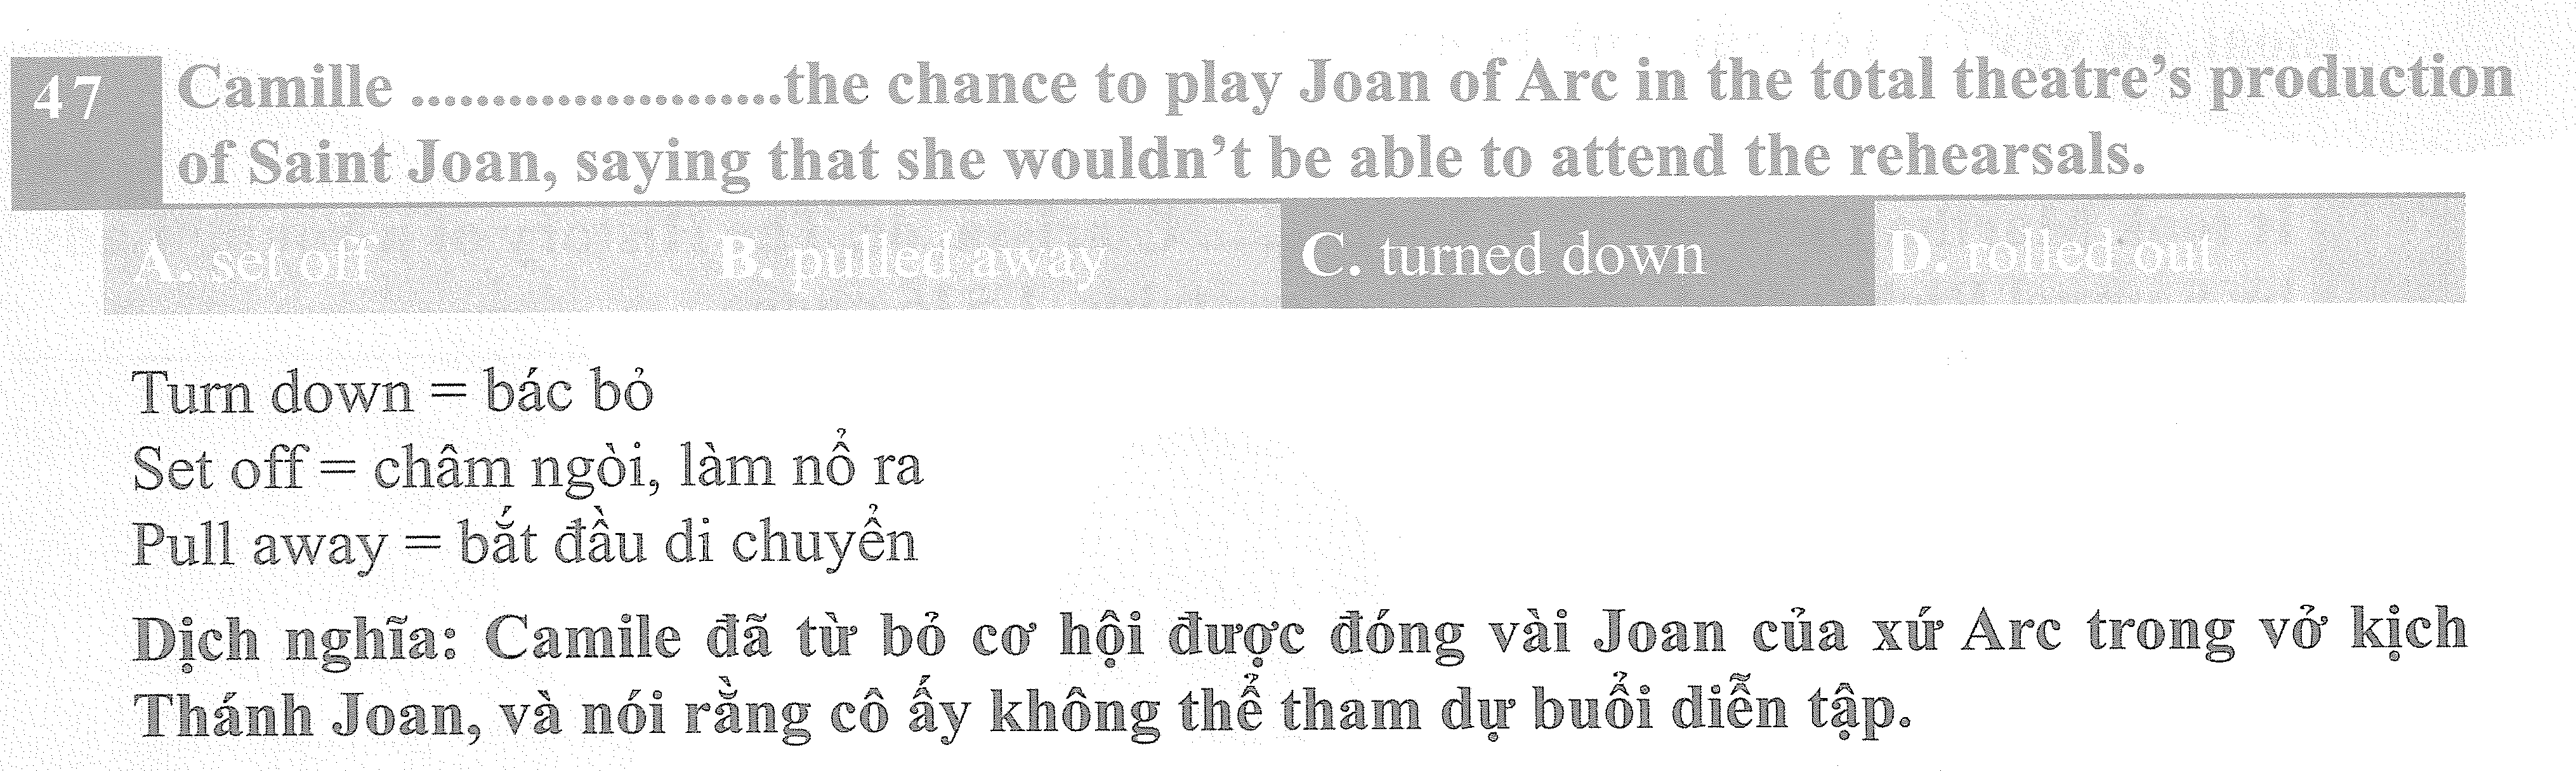 47 Camille ........................the chance to play Joan of Arc in the total theatre's production
of Saint Joan, saying that she wouldn't be able to attend the rehearsals.
A. set off B. pulled away C. turned down D. rolled out
Turn down = bác bỏ
Set off = châm ngòi, làm nổ ra
Pull away = bắt đầu di chuyển
Dịch nghĩa: Camile đã từ bỏ cơ hội được đóng vài Joan của xứ Arc trong vở kịch
Thánh Joan, và nói rằng cô ấy không thể tham dự buổi diễn tập.